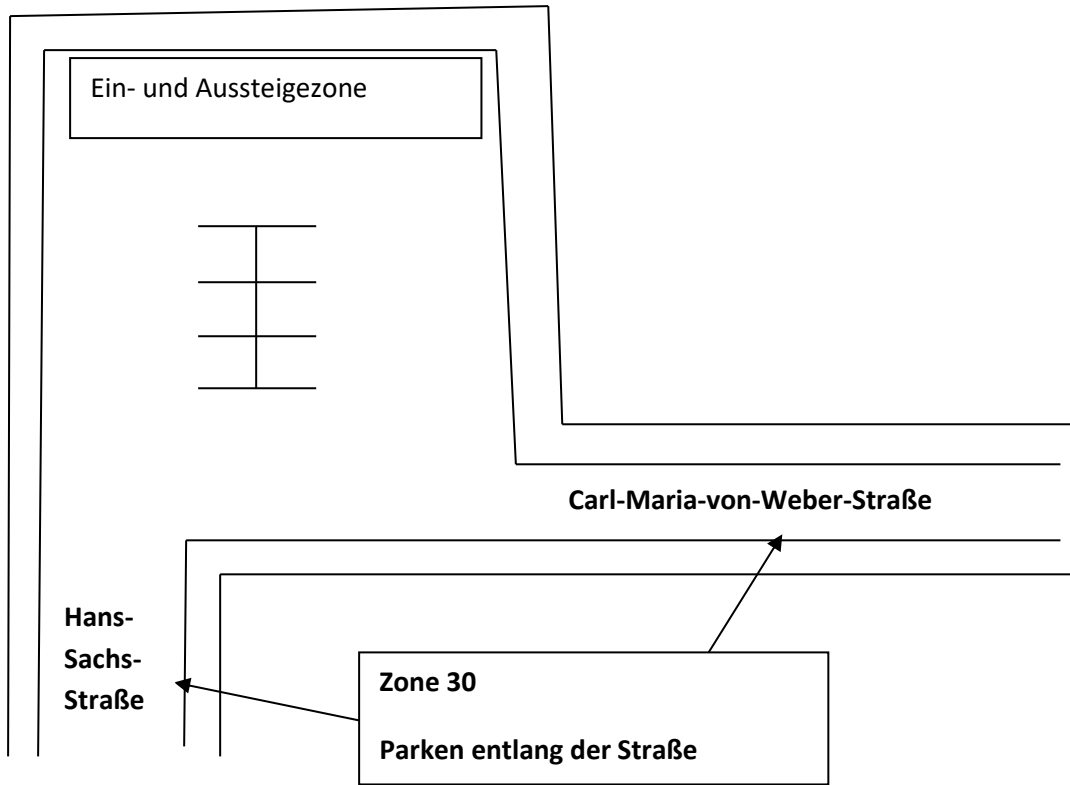 Ein- und Aussteigezone
Carl-Maria-von-Weber-Straße
Hans-
Sachs-
Straße
Zone 30
Parken entlang der Straße